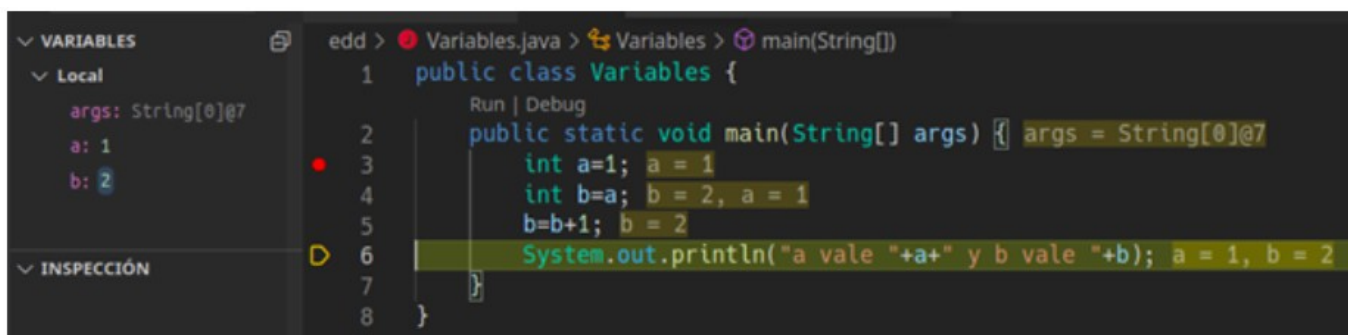 VARIABLES
Local
args: String[0]@7
a: 1
b: 2
INSPECCIÓN
edd > Variables.java > Variables > main(String[])
1 public class Variables {
Run | Debug
2 public static void main(String[] args) { args = String[0]@7
3 int a=1; a = 1
4 int b=a; b = 2, a = 1
5 b=b+1; b = 2
6 System.out.println("a vale "+a+" y b vale "+b); a = 1, b = 2
7 }
8 }